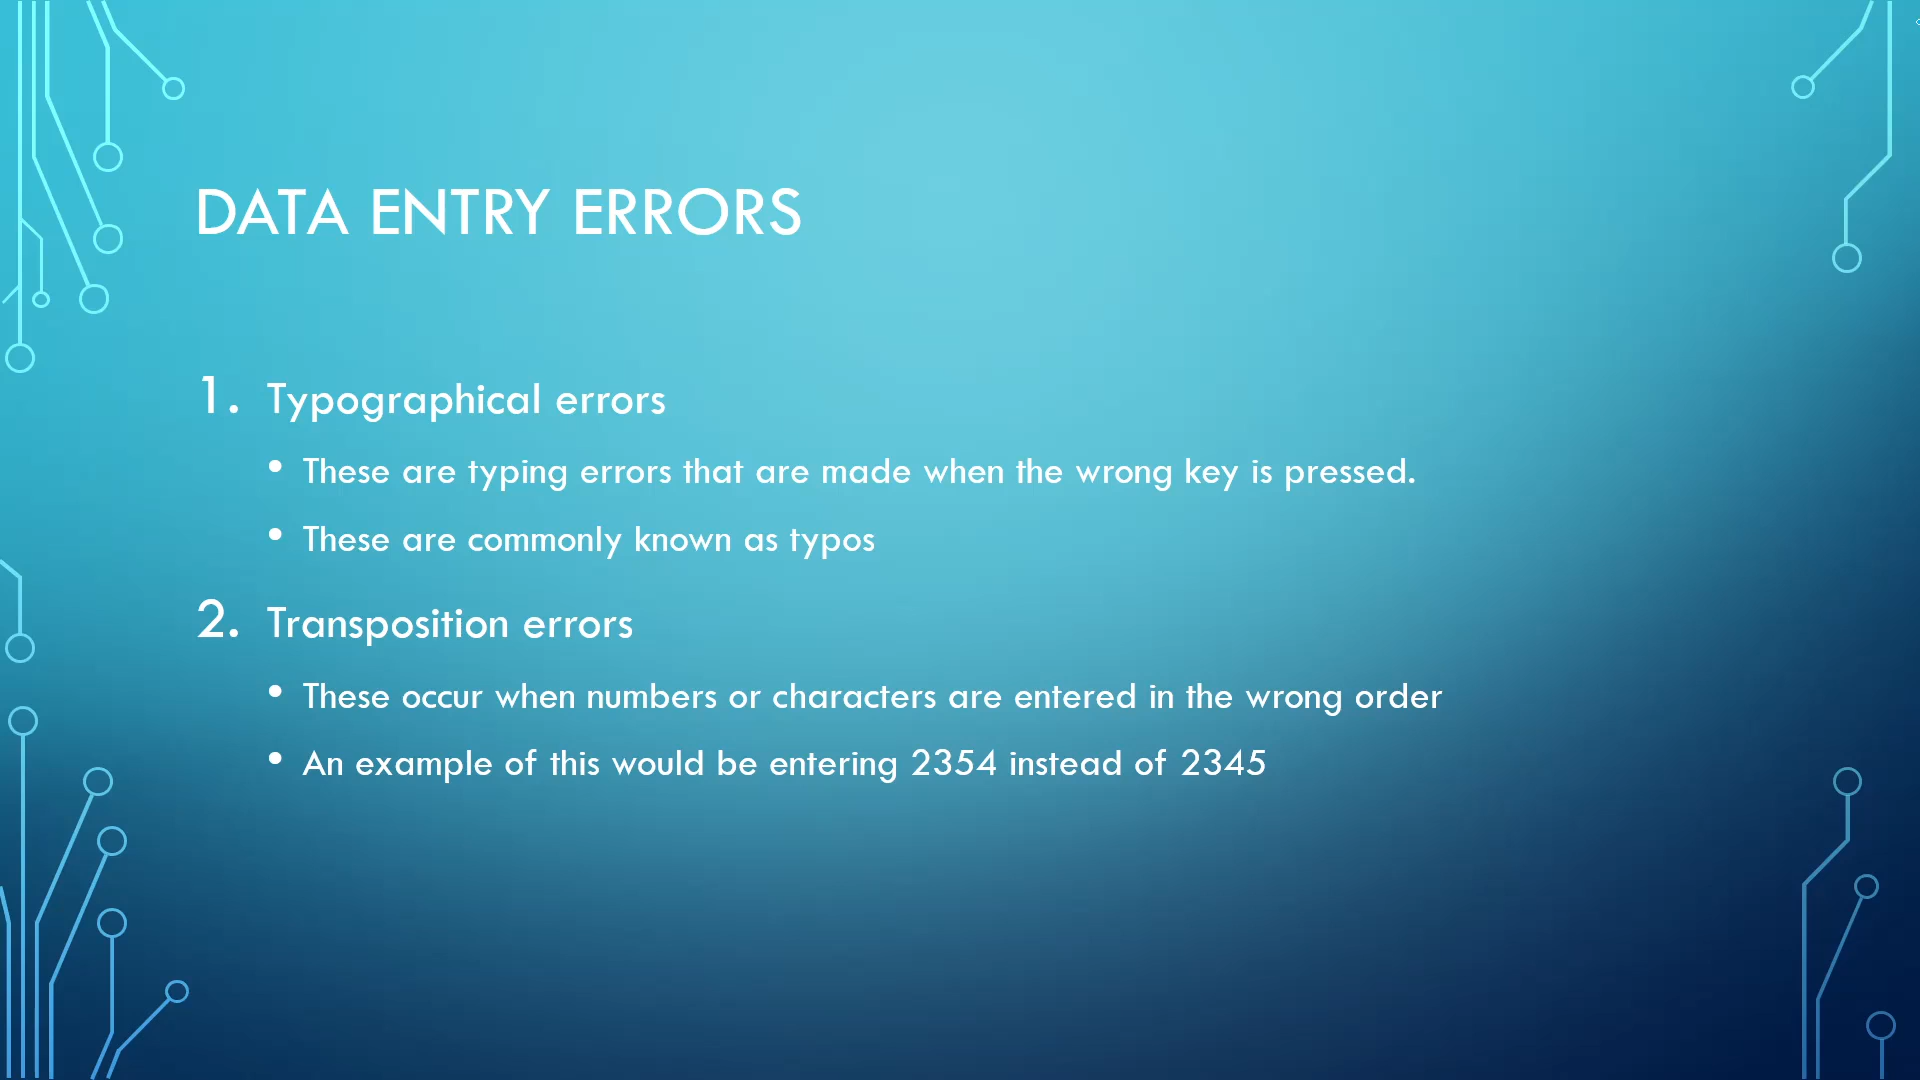 DATA ENTRY ERRORS
1. Typographical errors
• These are typing errors that are made when the wrong key is pressed.
• These are commonly known as typos
2. Transposition errors
• These occur when numbers or characters are entered in the wrong order
• An example of this would be entering 2354 instead of 2345